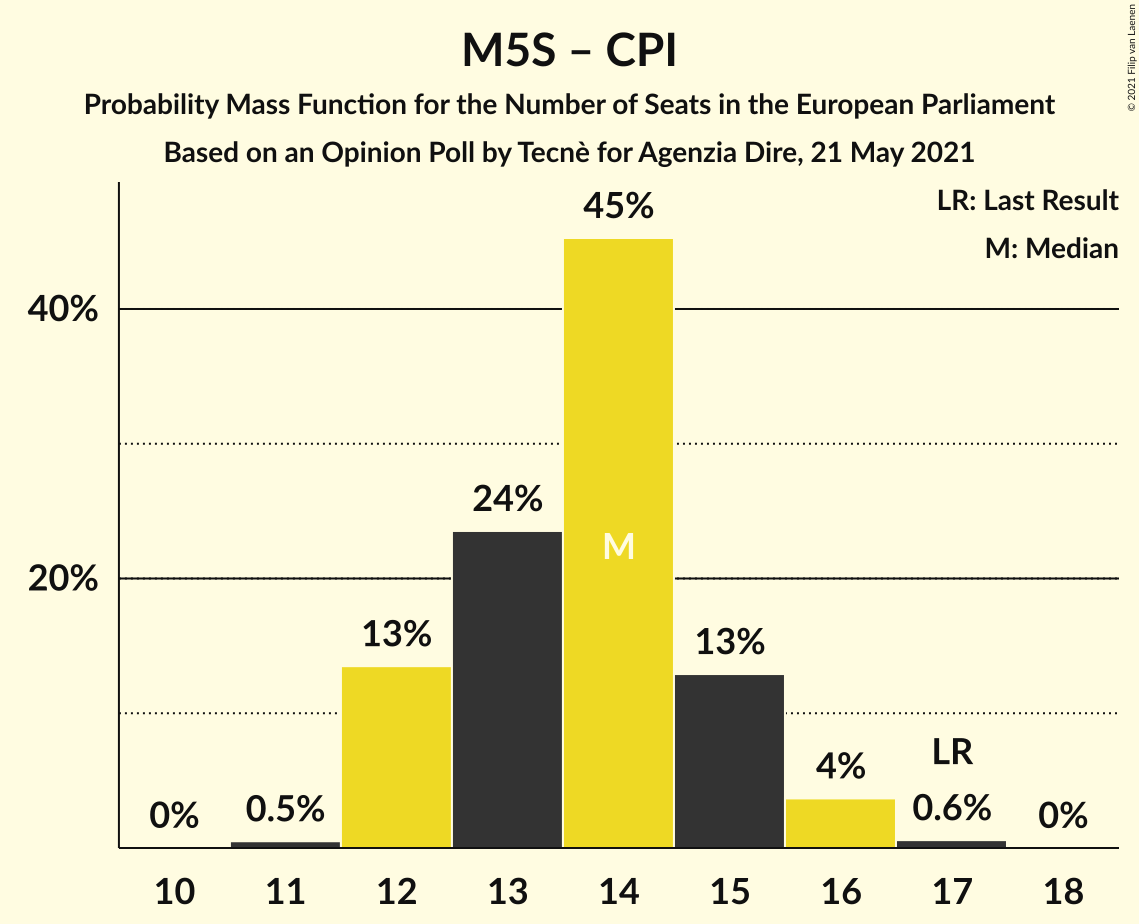 M5S – CPI
Probability Mass Function for the Number of Seats in the European Parliament
Based on an Opinion Poll by Tecnè for Agenzia Dire, 21 May 2021
© 2021 Filip van Laenen
LR: Last Result
M: Median
45%
40%
24%
M
20%
13%
13%
LR
4%
0%
0.5%
0.6%
0%
10 11 12 13 14 15 16 17 18